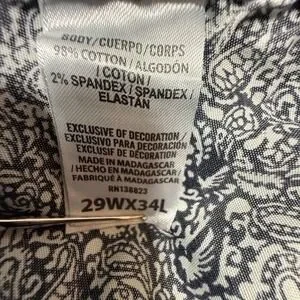 BODY/CUERPO/CORPS
98% COTTON / ALGODÓN
/ COTON /
2% SPANDEX / SPANDEX /
ELASTÁN
EXCLUSIVE OF DECORATION /
EXCLUSIVO PARA DECORACIÓN
EXCLUSIF DE DÉCORATION
MADE IN MADAGASCAR
/ HECHO EN MADAGASCAR /
FABRIQUÉ À MADAGASCAR
RN138823
29WX34L